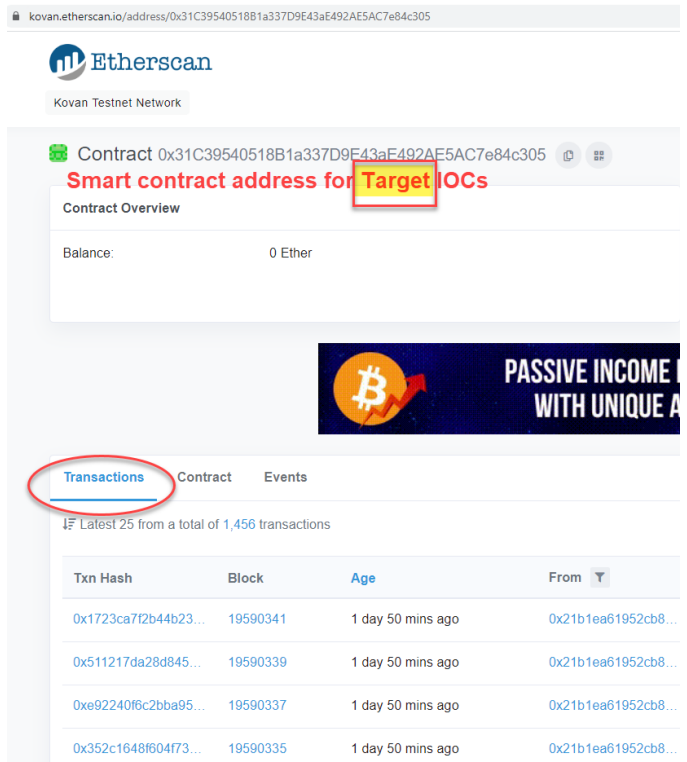 kovan.etherscan.io/address/0x31C39540518B1a337D9E43aE492AE5AC7e84c305
Etherscan
Kovan Testnet Network
Contract 0x31C39540518B1a337D9E43aE492AE5AC7e84c305
Smart contract address for Target IOCs
Contract Overview
Balance: 0 Ether
PASSIVE INCOME
WITH UNIQUE A
Transactions Contract Events
Latest 25 from a total of 1,456 transactions
Txn Hash Block Age From
0x1723ca7f2b44b23... 19590341 1 day 50 mins ago 0x21b1ea61952cb8...
0x511217da28d845... 19590339 1 day 50 mins ago 0x21b1ea61952cb8...
0xe92240f6c2bba95... 19590337 1 day 50 mins ago 0x21b1ea61952cb8...
0x352c1648f604f73... 19590335 1 day 50 mins ago 0x21b1ea61952cb8...